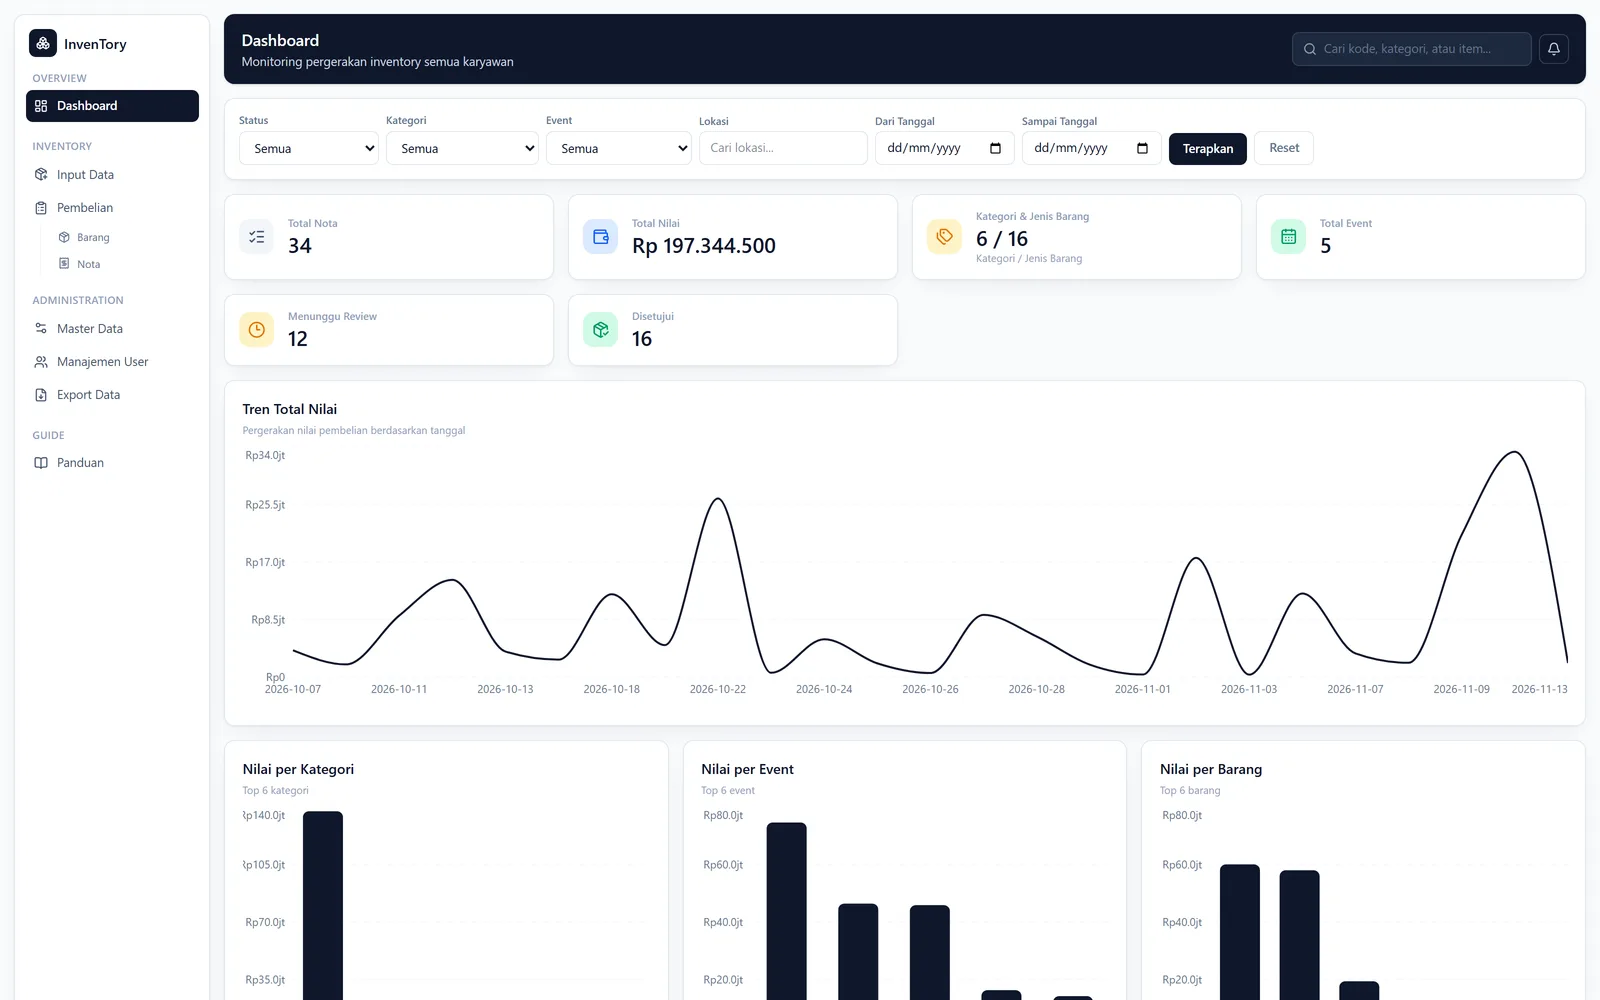 InvenTory
OVERVIEW
Dashboard
INVENTORY
Input Data
Pembelian
Barang
Nota
ADMINISTRATION
Master Data
Manajemen User
Export Data
GUIDE
Panduan
Dashboard
Monitoring pergerakan inventory semua karyawan
Cari kode, kategori, atau item...
Status
Kategori
Event
Lokasi
Dari Tanggal
Sampai Tanggal
Semua
Semua
Semua
Cari lokasi...
dd/mm/yyyy
dd/mm/yyyy
Terapkan
Reset
Total Nota
34
Total Nilai
Rp 197.344.500
Kategori & Jenis Barang
6 / 16
Kategori / Jenis Barang
Total Event
5
Menunggu Review
12
Disetujui
16
Tren Total Nilai
Pergerakan nilai pembelian berdasarkan tanggal
Rp34.0jt
Rp25.5jt
Rp17.0jt
Rp8.5jt
Rp0
2026-10-07
2026-10-11
2026-10-13
2026-10-18
2026-10-22
2026-10-24
2026-10-26
2026-10-28
2026-11-01
2026-11-03
2026-11-07
2026-11-09
2026-11-13
Nilai per Kategori
Top 6 kategori
Rp140.0jt
Rp105.0jt
Rp70.0jt
Rp35.0jt
Nilai per Event
Top 6 event
Rp80.0jt
Rp60.0jt
Rp40.0jt
Rp20.0jt
Nilai per Barang
Top 6 barang
Rp80.0jt
Rp60.0jt
Rp40.0jt
Rp20.0jt